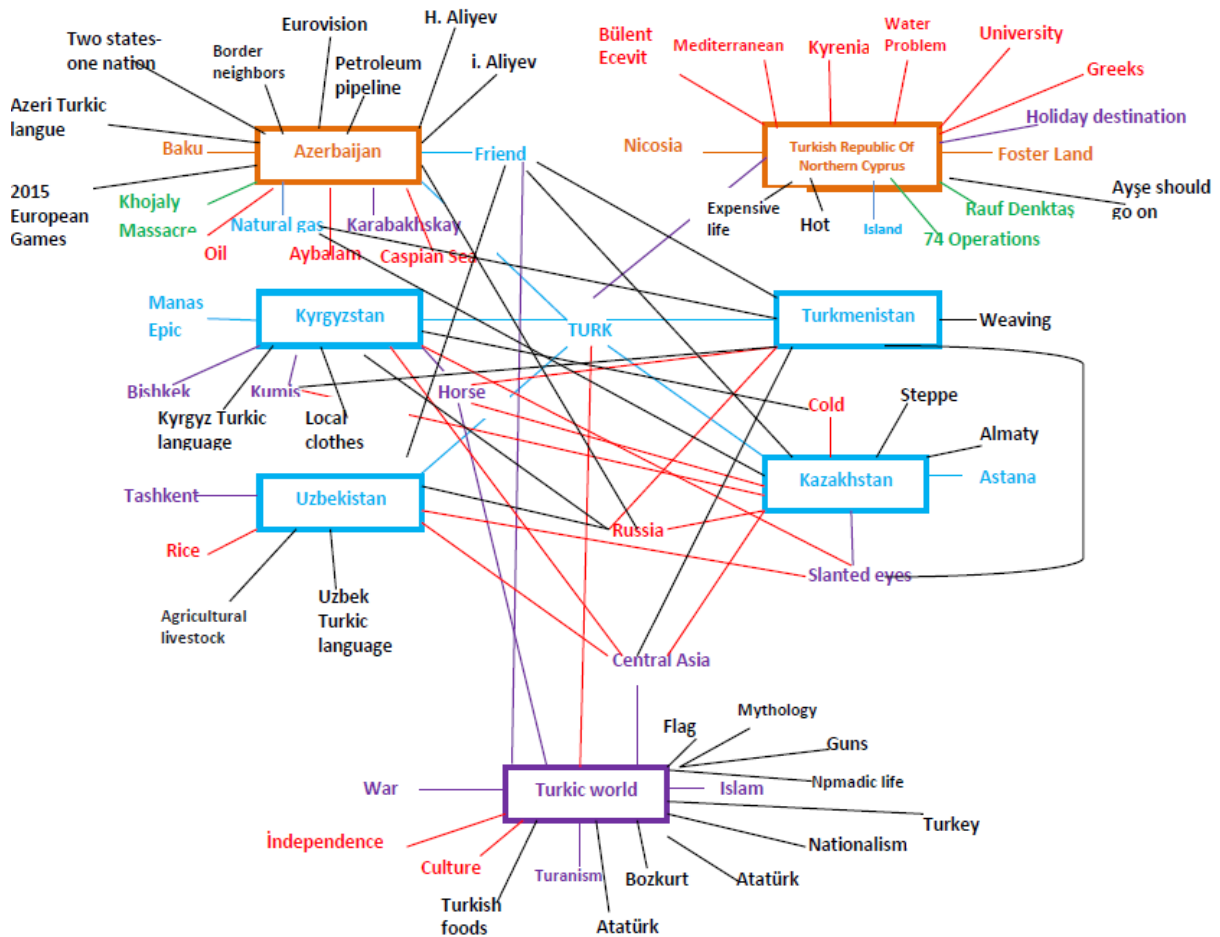 Two states-
one nation
Eurovision
H. Aliyev
Border
neighbors
Petroleum
pipeline
i. Aliyev
Azeri Turkic
langue
Baku
Azerbaijan
Friend
2015
European
Games
Khojaly
Massacre
Natural gas
Karabakhskay
Oil
Aybalam
Caspian Sea
Bülent
Ecevit
Mediterranean
Kyrenia
Water
Problem
University
Greeks
Holiday destination
Nicosia
Turkish Republic Of
Northern Cyprus
Foster Land
Expensive
life
Hot
Island
Rauf Denktaş
74 Operations
Ayşe should
go on
Manas
Epic
Kyrgyzstan
TURK
Turkmenistan
Weaving
Bishkek
Kumis
Horse
Kyrgyz Turkic
language
Local
clothes
Cold
Steppe
Almaty
Tashkent
Uzbekistan
Kazakhstan
Astana
Rice
Russia
Agricultural
livestock
Uzbek
Turkic
language
Slanted eyes
Central Asia
Flag
Mythology
Guns
Npmadic life
War
Turkic world
Islam
Turkey
İndependence
Culture
Turanism
Bozkurt
Nationalism
Atatürk
Turkish
foods
Atatürk